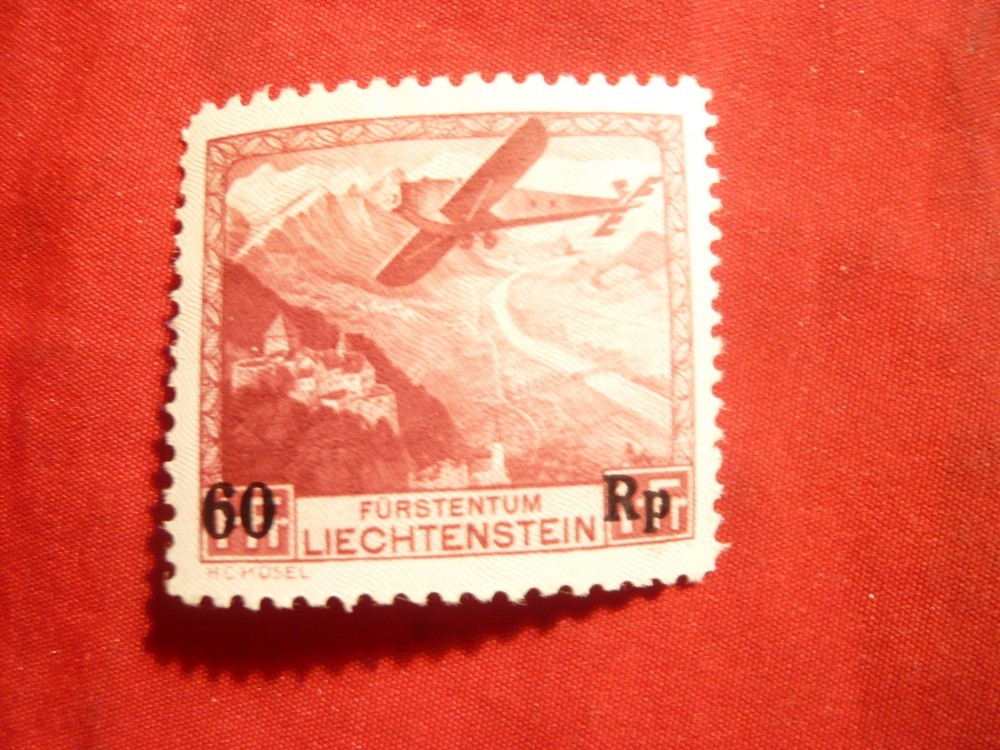 60 Rp
FÜRSTENTUM
LIECHTENSTEIN